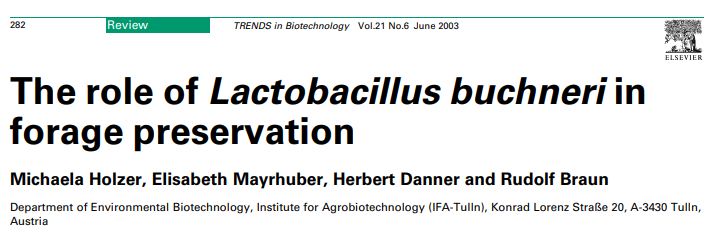 282
Review
TRENDS in Biotechnology Vol.21 No.6 June 2003
ELSEVIER
The role of Lactobacillus buchneri in
forage preservation
Michaela Holzer, Elisabeth Mayrhuber, Herbert Danner and Rudolf Braun
Department of Environmental Biotechnology, Institute for Agrobiotechnology (IFA-Tulln), Konrad Lorenz Straße 20, A-3430 Tulln,
Austria